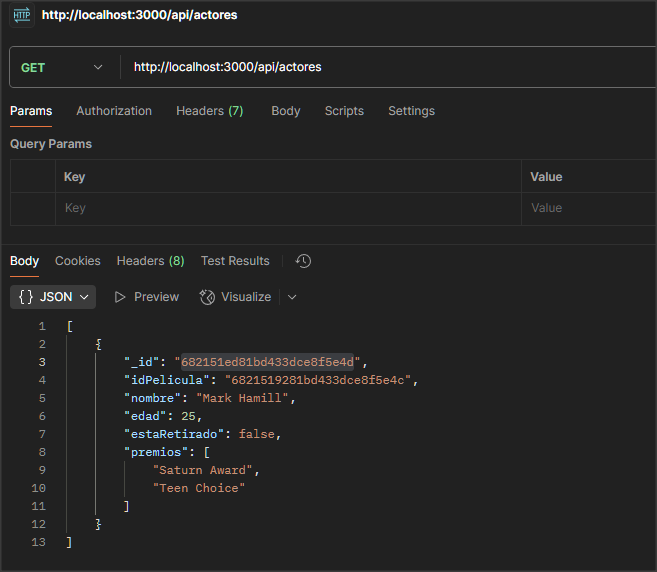 HTTP http://localhost:3000/api/actores
GET http://localhost:3000/api/actores
Params Authorization Headers (7) Body Scripts Settings
Query Params
Key Value
Key Value
Body Cookies Headers (8) Test Results
{} JSON Preview Visualize
1 [
2 {
3 "_id": "682151ed81bd433dce8f5e4d",
4 "idPelicula": "6821519281bd433dce8f5e4c",
5 "nombre": "Mark Hamill",
6 "edad": 25,
7 "estaRetirado": false,
8 "premios": [
9 "Saturn Award",
10 "Teen Choice"
11 ]
12 }
13 ]